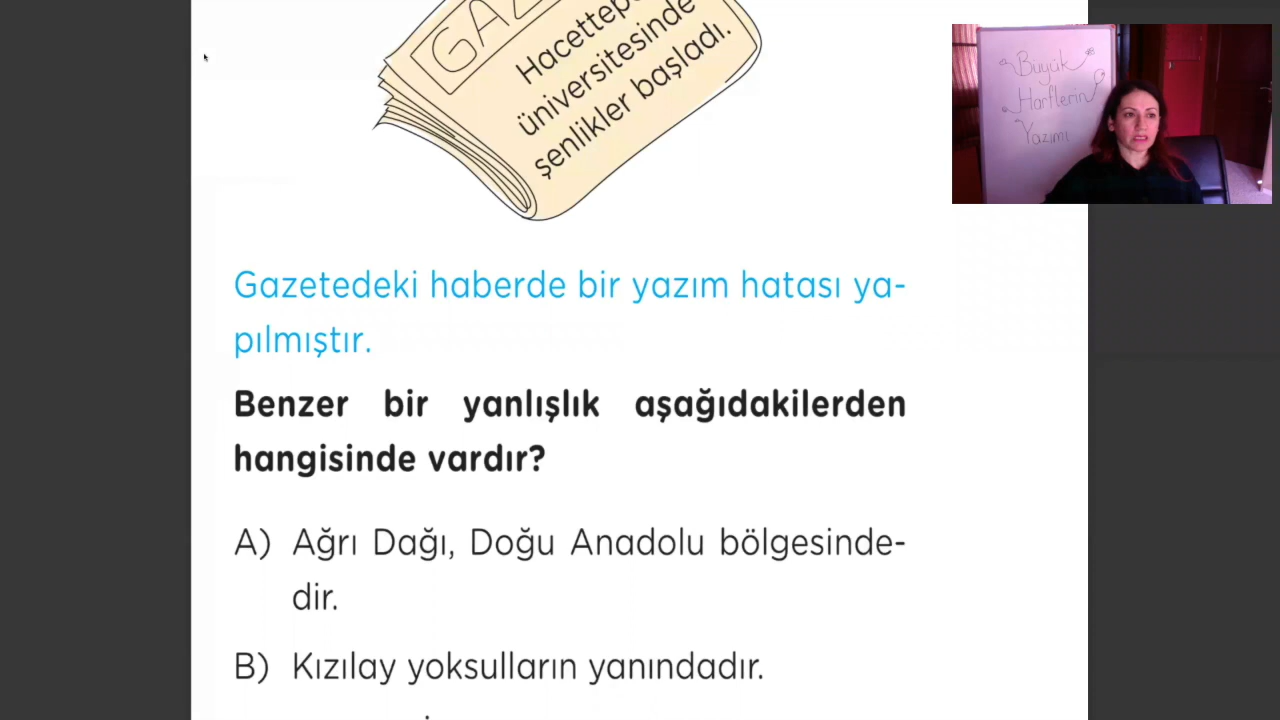 GAZ
Hacettepe
üniversitesinde
şenlikler başladı.
Büyük
Harflerin
Yazımı
Gazetedeki haberde bir yazım hatası ya-
pılmıştır.
Benzer bir yanlışlık aşağıdakilerden
hangisinde vardır?
A) Ağrı Dağı, Doğu Anadolu bölgesinde-
dir.
B) Kızılay yoksulların yanındadır.